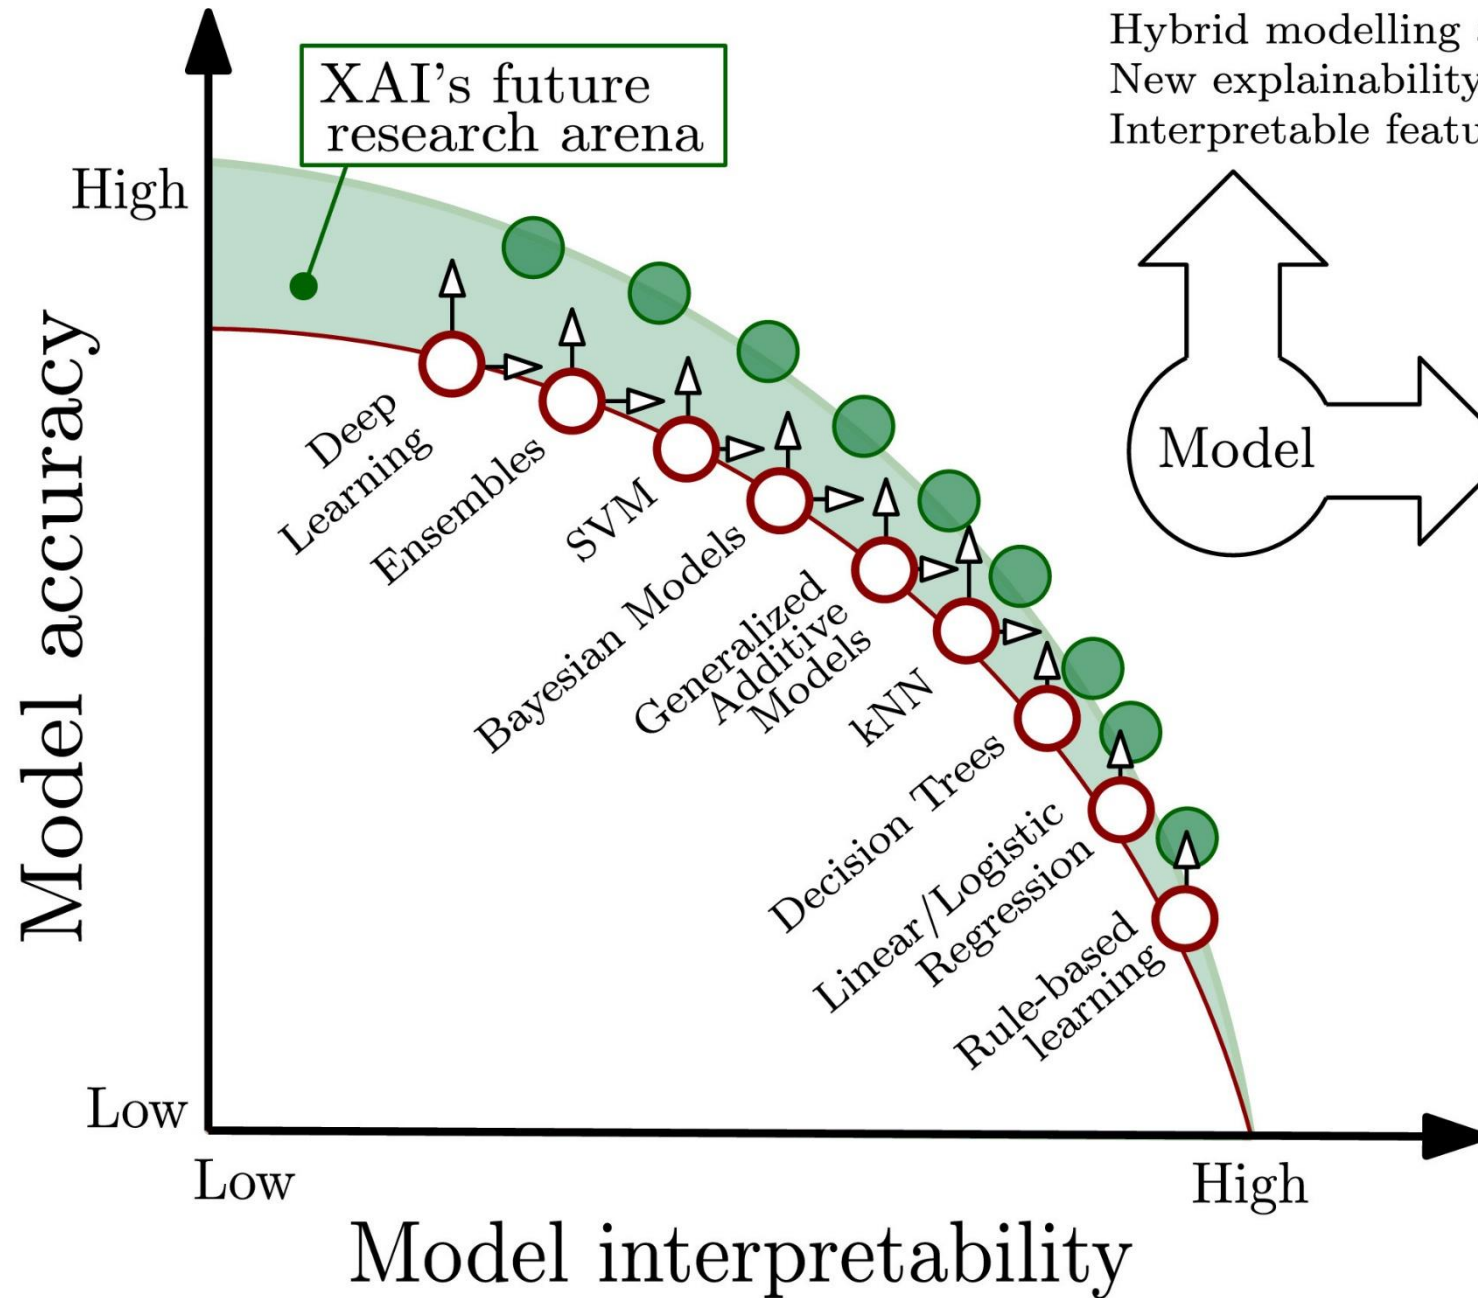 XAI's future
research arena
Hybrid modelling
New explainability
Interpretable
High
Model accuracy
Deep
Learning
Ensembles
SVM
Bayesian Models
Generalized
Additive
Models
kNN
Decision Trees
Linear/Logistic
Regression
Rule-based
learning
Model
Low
Low
High
Model interpretability